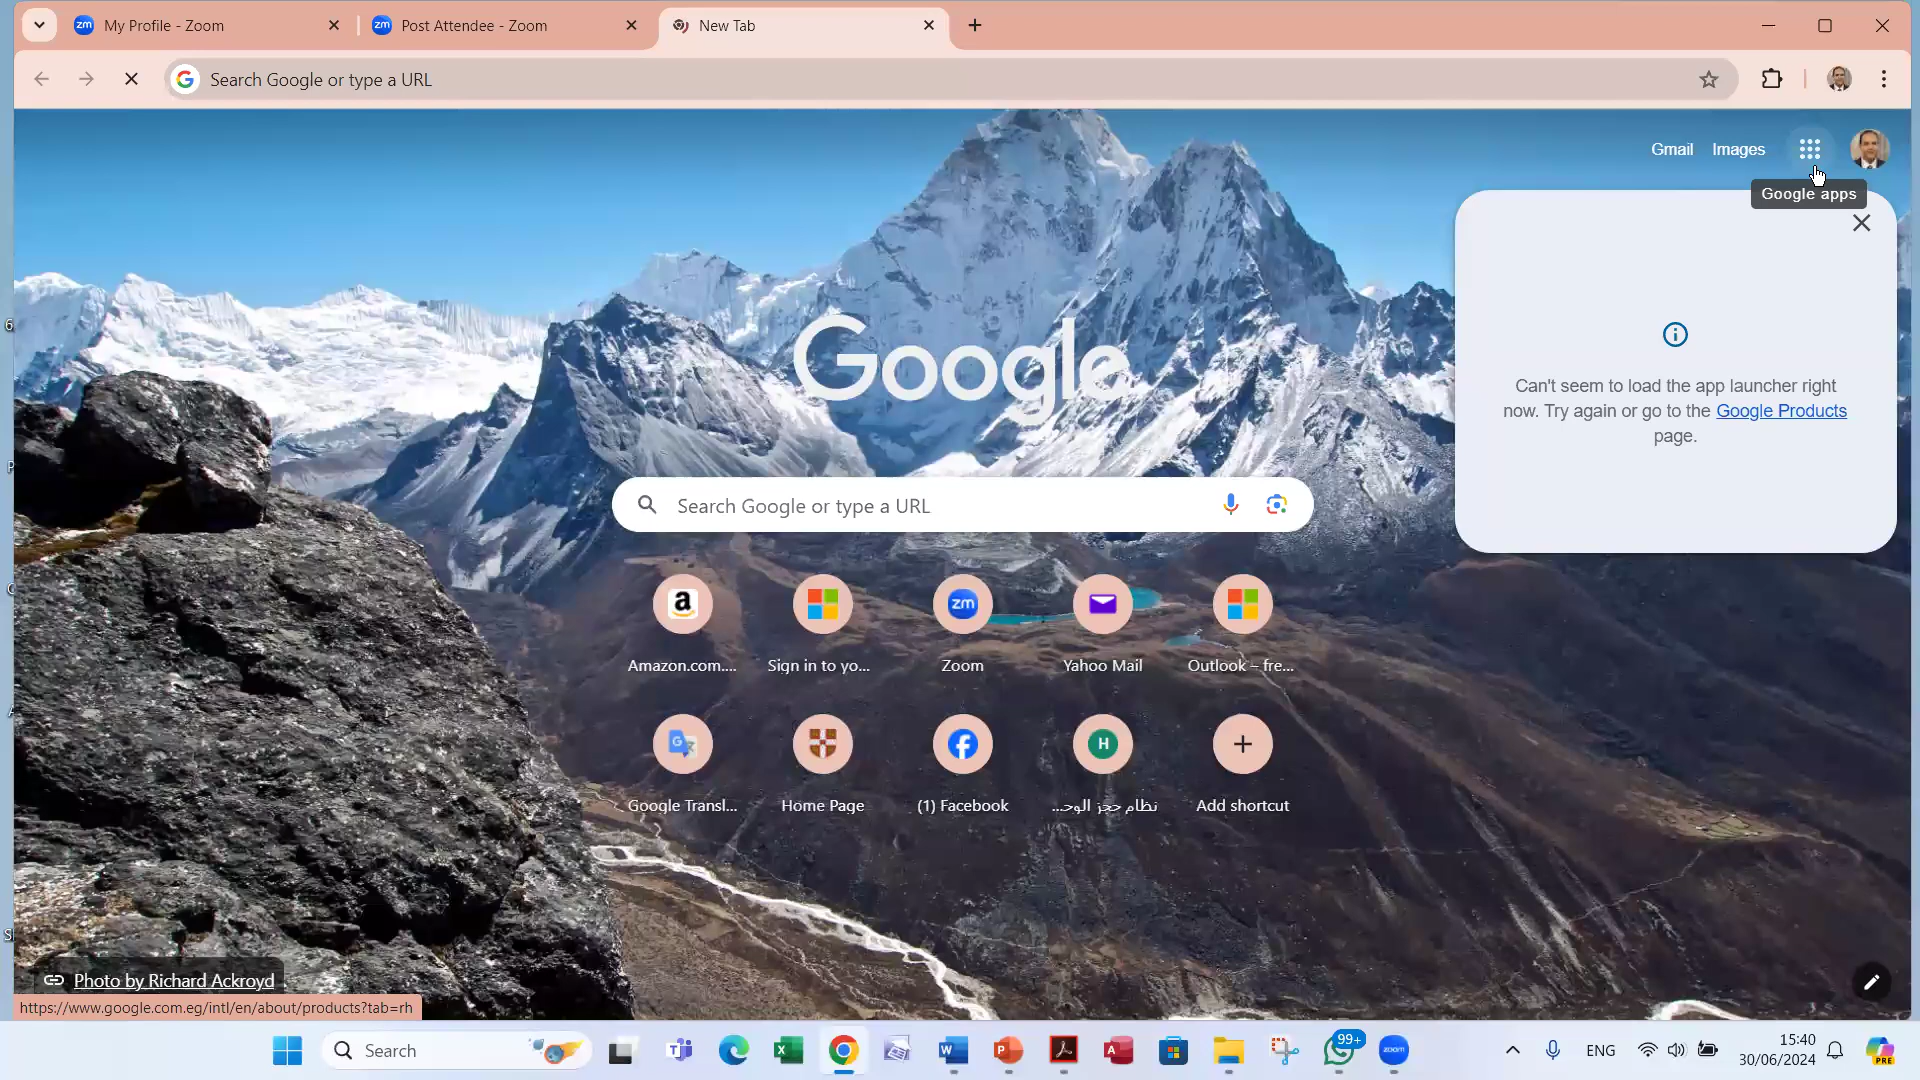 My Profile - Zoom
Post Attendee - Zoom
New Tab
Search Google or type a URL
Gmail
Images
Google apps
Google
Can't seem to load the app launcher right
now. Try again or go to the Google Products
page.
Search Google or type a URL
Amazon.com....
Sign in to yo...
Zoom
Yahoo Mail
Outlook – fre...
Google Transl...
Home Page
(1) Facebook
نظام حجز الوحد...
Add shortcut
Photo by Richard Ackroyd
https://www.google.com.eg/intl/en/about/products?tab=rh
Search
99+
ENG
15:40
30/06/2024